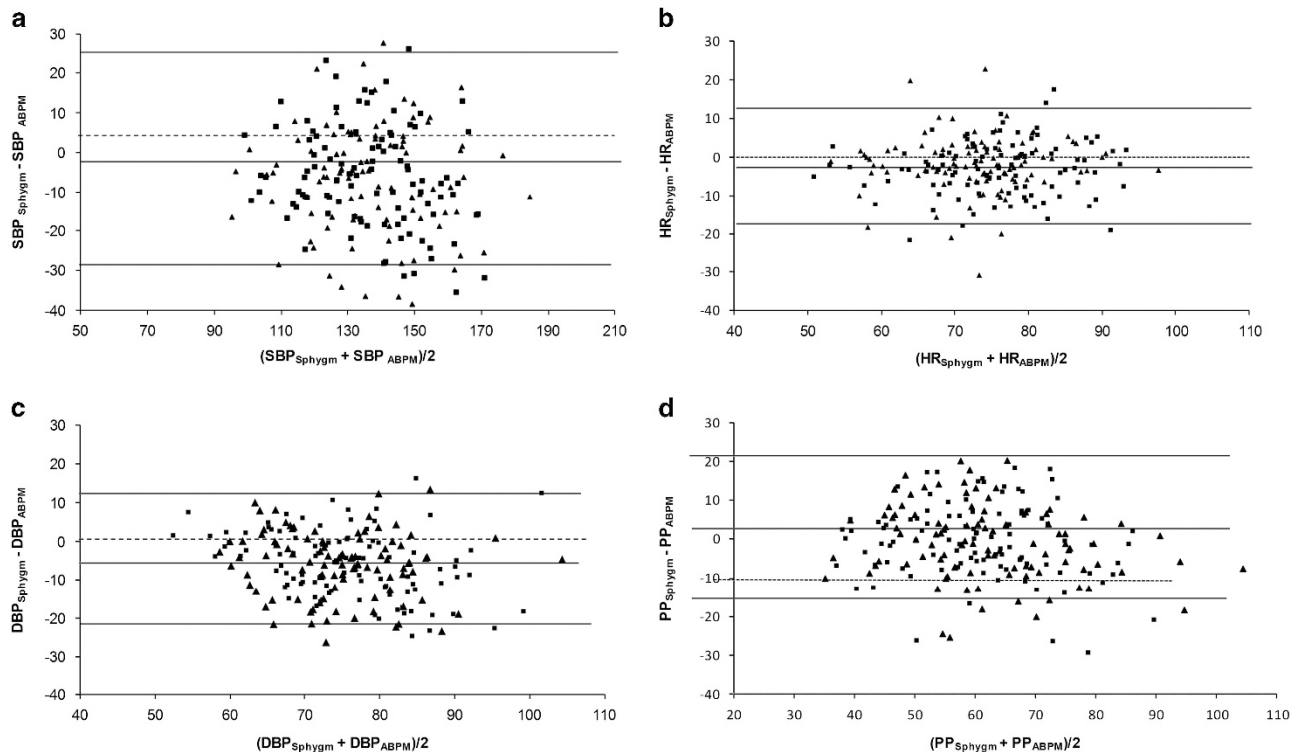 a
30
20
10
0
-10
-20
-30
-40
50 70 90 110 130 150 170 190 210
SBP Sphygm - SBP ABPM
(SBPSphygm + SBP ABPM)/2
b
30
20
10
0
-10
-20
-30
-40
40 50 60 70 80 90 100 110
HRSphygm - HRABPM
(HRSphygm + HRABPM)/2
c
30
20
10
0
-10
-20
-30
-40
40 50 60 70 80 90 100 110
DBPSphygm - DBPABPM
(DBPSphygm + DBPABPM)/2
d
30
20
10
0
-10
-20
-30
-40
20 30 40 50 60 70 80 90 100 110
PPSphygm - PPABPM
(PPSphygm + PPABPM)/2